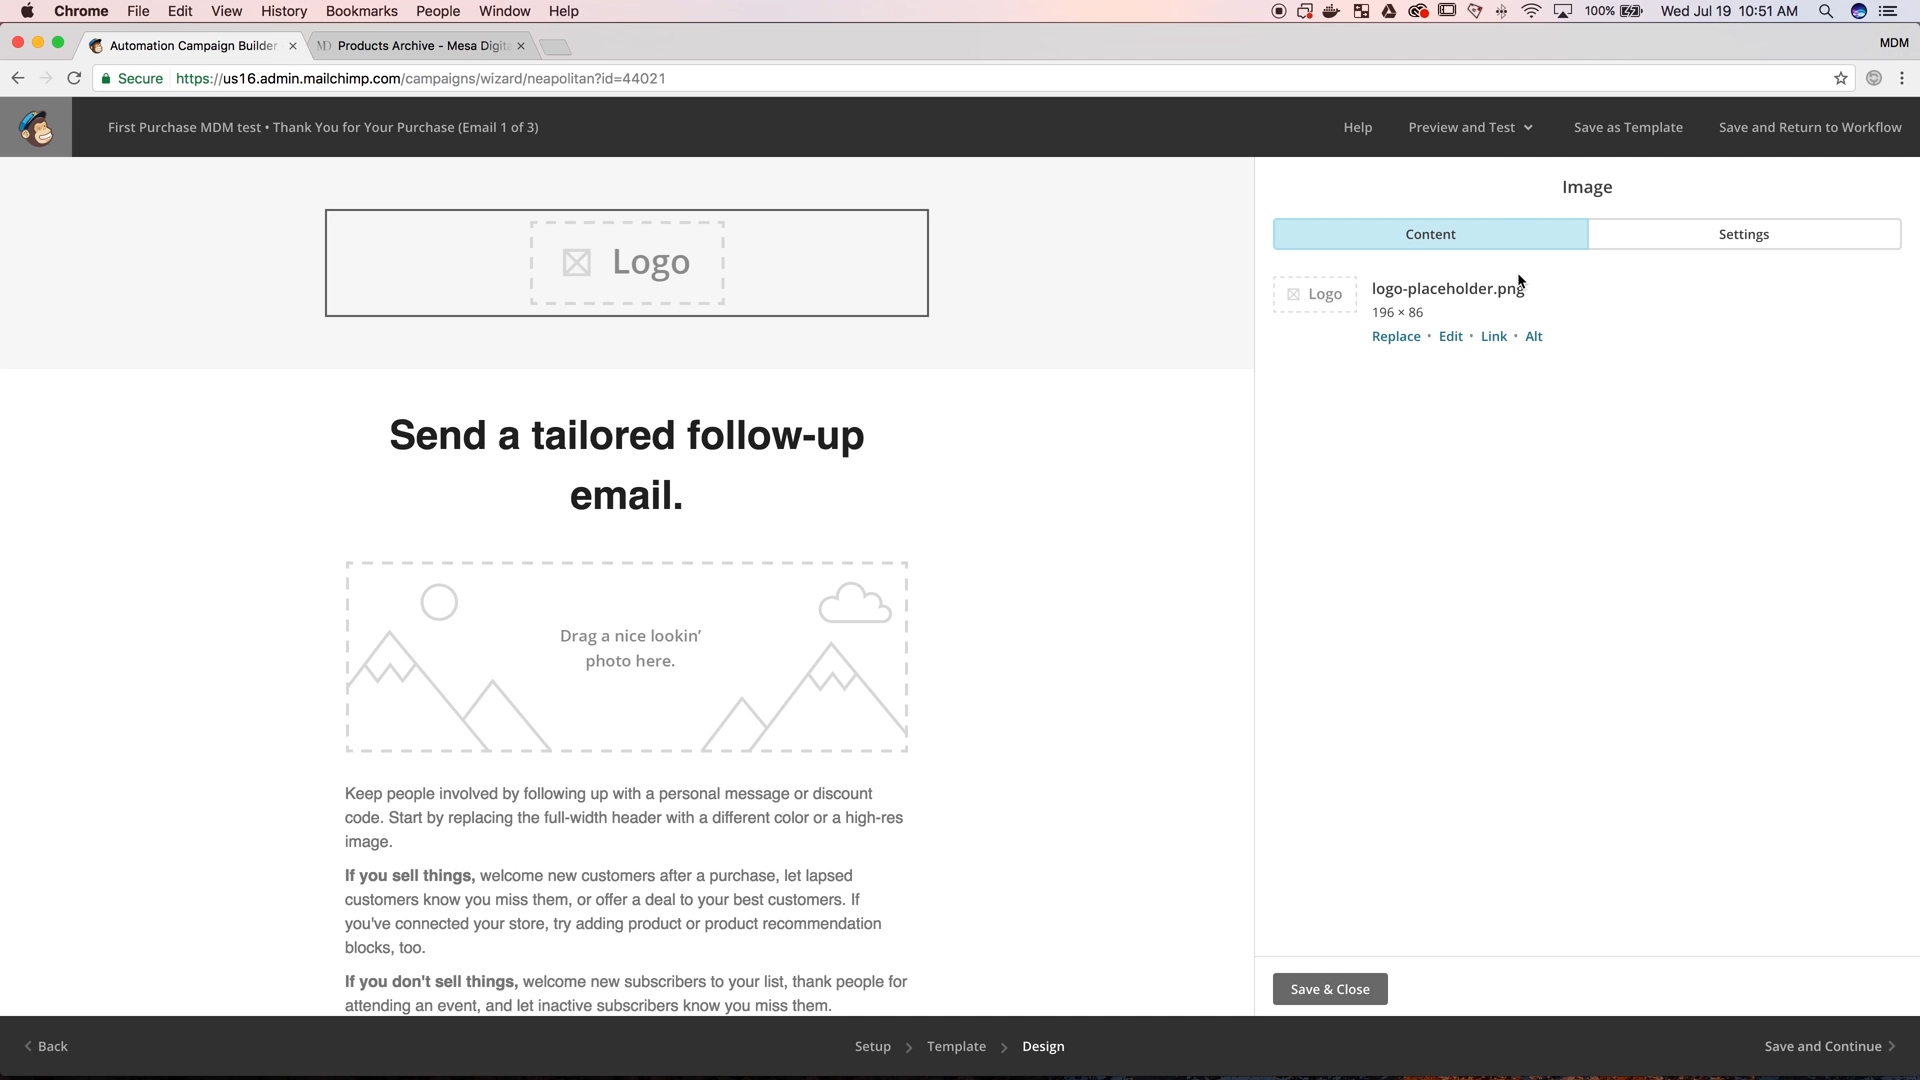 Chrome File Edit View History Bookmarks People Window Help
100% Wed Jul 19 10:51 AM
Automation Campaign Builder
Products Archive - Mesa Digita
MDM
Secure https://us16.admin.mailchimp.com/campaigns/wizard/neapolitan?id=44021
First Purchase MDM test • Thank You for Your Purchase (Email 1 of 3)
Help Preview and Test Save as Template Save and Return to Workflow
Logo
Send a tailored follow-up
email.
Drag a nice lookin’
photo here.
Keep people involved by following up with a personal message or discount
code. Start by replacing the full-width header with a different color or a high-res
image.
If you sell things, welcome new customers after a purchase, let lapsed
customers know you miss them, or offer a deal to your best customers. If
you've connected your store, try adding product or product recommendation
blocks, too.
If you don't sell things, welcome new subscribers to your list, thank people for
attending an event, and let inactive subscribers know you miss them.
Image
Content Settings
Logo
logo-placeholder.png
196 × 86
Replace • Edit • Link • Alt
Save & Close
Back
Setup Template Design
Save and Continue